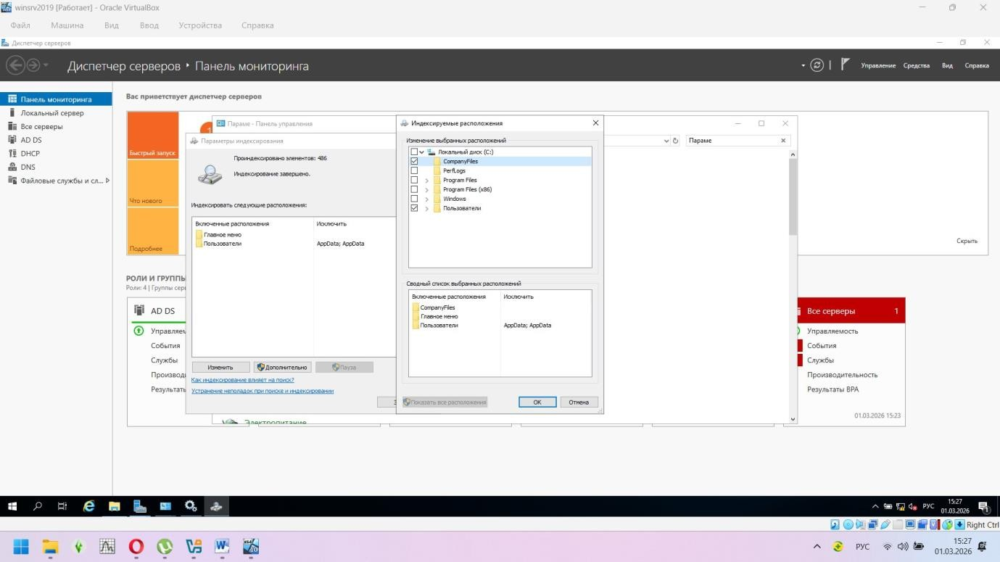 winsrv2019 [Работает] - Oracle VirtualBox
Файл Машина Вид Ввод Устройства Справка
Диспетчер серверов
Диспетчер серверов ‣ Панель мониторинга
Управление Средства Вид Справка
Панель мониторинга
Локальный сервер
Все серверы
AD DS
DHCP
DNS
Файловые службы и сл...
Вас приветствует диспетчер серверов
Быстрый запуск
Что нового
Подробнее
1
Скрыть
РОЛИ И ГРУППЫ
Роли: 4 | Группы сер
AD DS
Управляем
События
Службы
Производ
Результать
Параме - Панель управления
Параме
Электропитание
Параметры индексирования
Проиндексировано элементов: 486
Индексирование завершено.
Индексировать следующие расположения:
Включенные расположения Исключить
Главное меню
Пользователи AppData; AppData
Изменить Дополнительно Пауза
Как индексирование влияет на поиск?
Устранение неполадок при поиске и индексировании
З
Индексируемые расположения
Изменение выбранных расположений
Локальный диск (C:)
CompanyFiles
PerfLogs
Program Files
Program Files (x86)
Windows
Пользователи
Сводный список выбранных расположений
Включенные расположения Исключить
CompanyFiles
Главное меню
Пользователи AppData; AppData
Показать все расположения ОК Отмена
Все серверы 1
Управляемость
События
Службы
Производительность
Результаты BPA
01.03.2026 15:23
РУС 15:27
01.03.2026
1
Right Ctrl
x64
10
РУС 15:27
01.03.2026